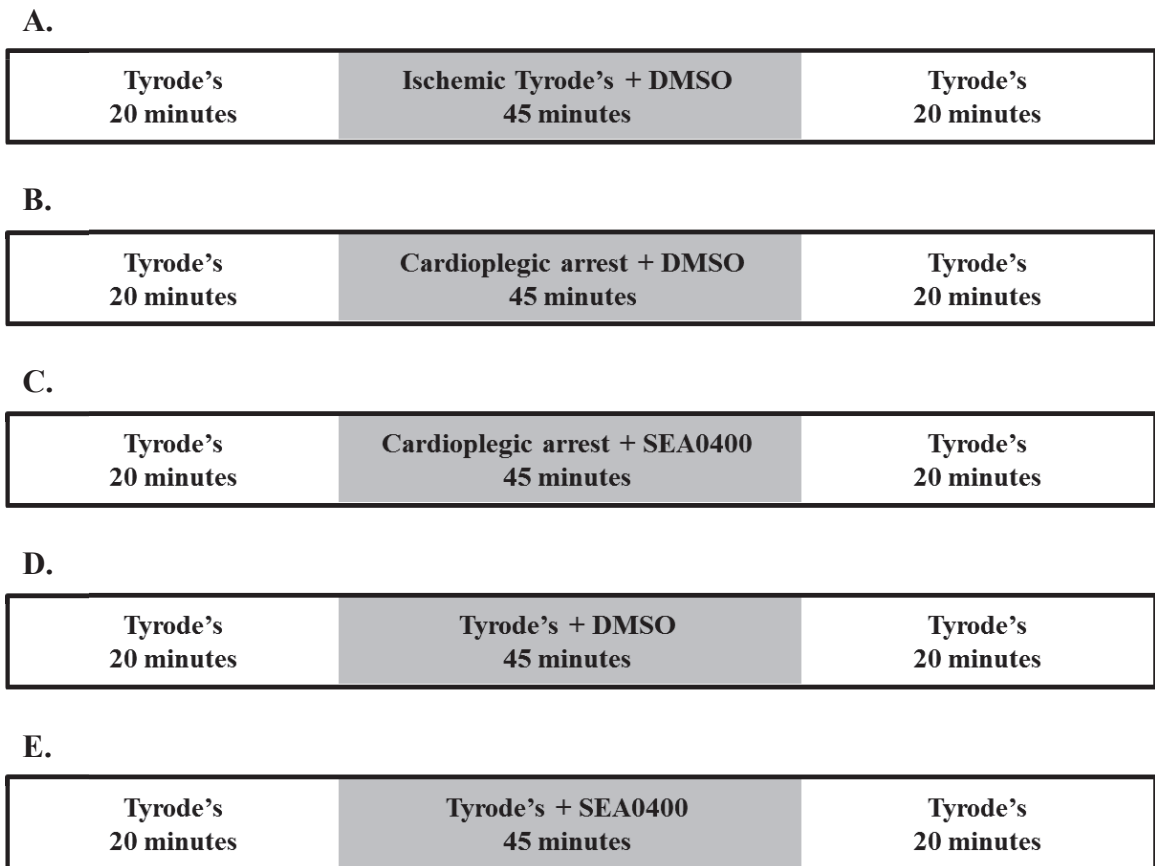 A.
Tyrode’s Ischemic Tyrode’s + DMSO Tyrode’s
20 minutes 45 minutes 20 minutes
B.
Tyrode’s Cardioplegic arrest + DMSO Tyrode’s
20 minutes 45 minutes 20 minutes
C.
Tyrode’s Cardioplegic arrest + SEA0400 Tyrode’s
20 minutes 45 minutes 20 minutes
D.
Tyrode’s Tyrode’s + DMSO Tyrode’s
20 minutes 45 minutes 20 minutes
E.
Tyrode’s Tyrode’s + SEA0400 Tyrode’s
20 minutes 45 minutes 20 minutes